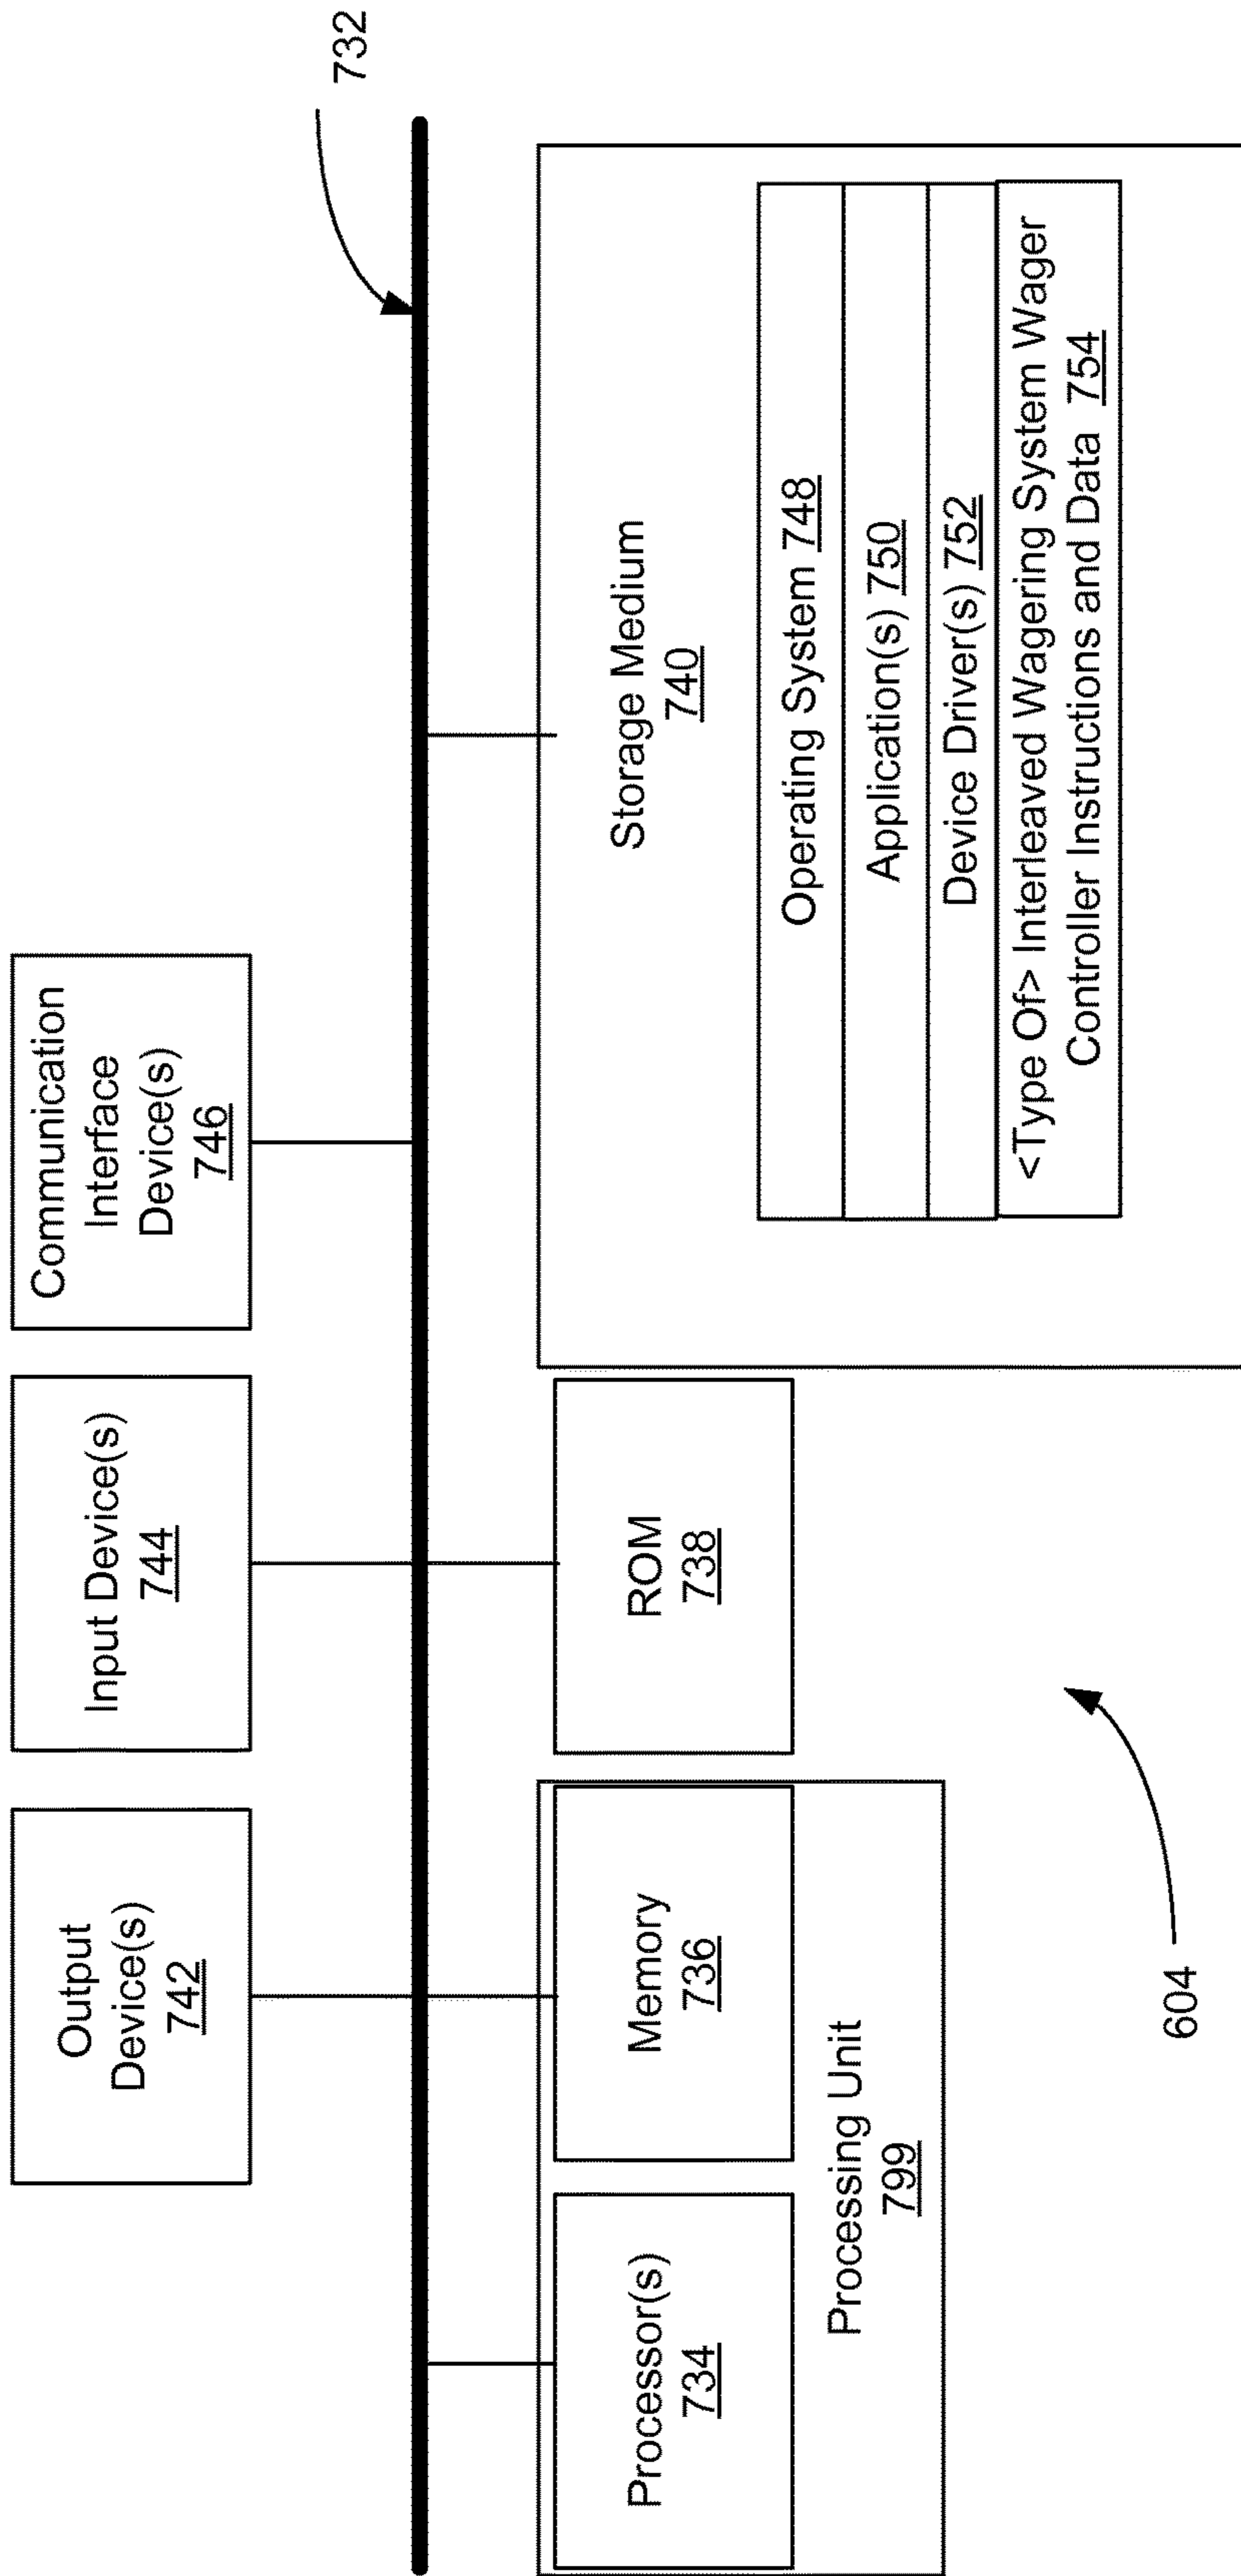 732
Output
Device(s)
742
Input Device(s)
744
Communication
Interface
Device(s)
746
Processor(s)
734
Memory
736
Processing Unit
799
ROM
738
Storage Medium
740
Operating System 748
Application(s) 750
Device Driver(s) 752
<Type Of> Interleaved Wagering System Wager
Controller Instructions and Data 754
604